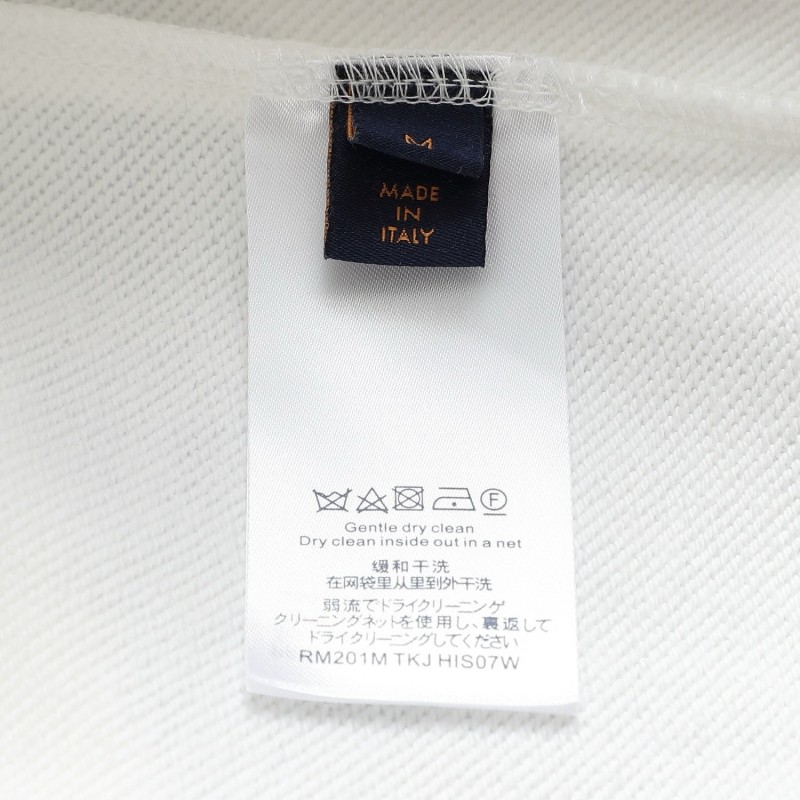 M
MADE
IN
ITALY
F
Gentle dry clean
Dry clean inside out in a net
缓和干洗
在网袋里从里到外干洗
弱流でドライクリーニング
クリーニングネットを使用し、裏返して
ドライクリーニングしてください
RM201M TKJ HIS07W